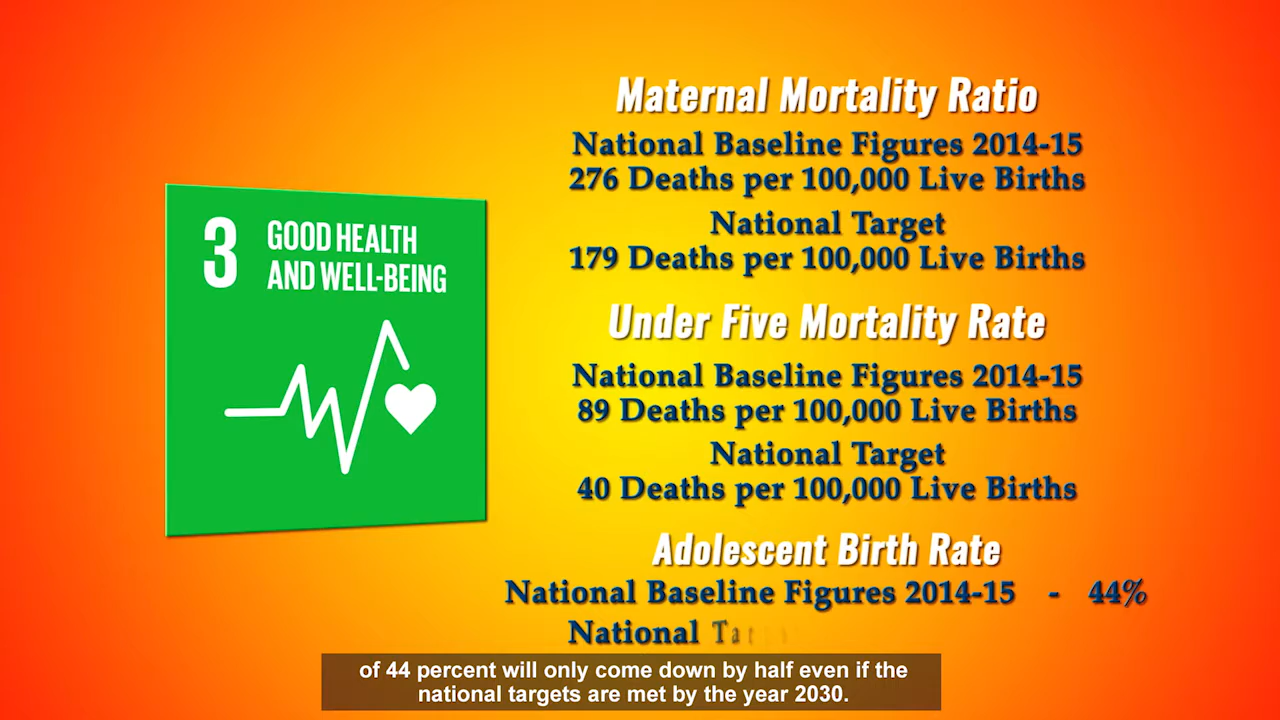 3 GOOD HEALTH
AND WELL-BEING
Maternal Mortality Ratio
National Baseline Figures 2014-15
276 Deaths per 100,000 Live Births
National Target
179 Deaths per 100,000 Live Births
Under Five Mortality Rate
National Baseline Figures 2014-15
89 Deaths per 100,000 Live Births
National Target
40 Deaths per 100,000 Live Births
Adolescent Birth Rate
National Baseline Figures 2014-15 - 44%
National
of 44 percent will only come down by half even if the
national targets are met by the year 2030.